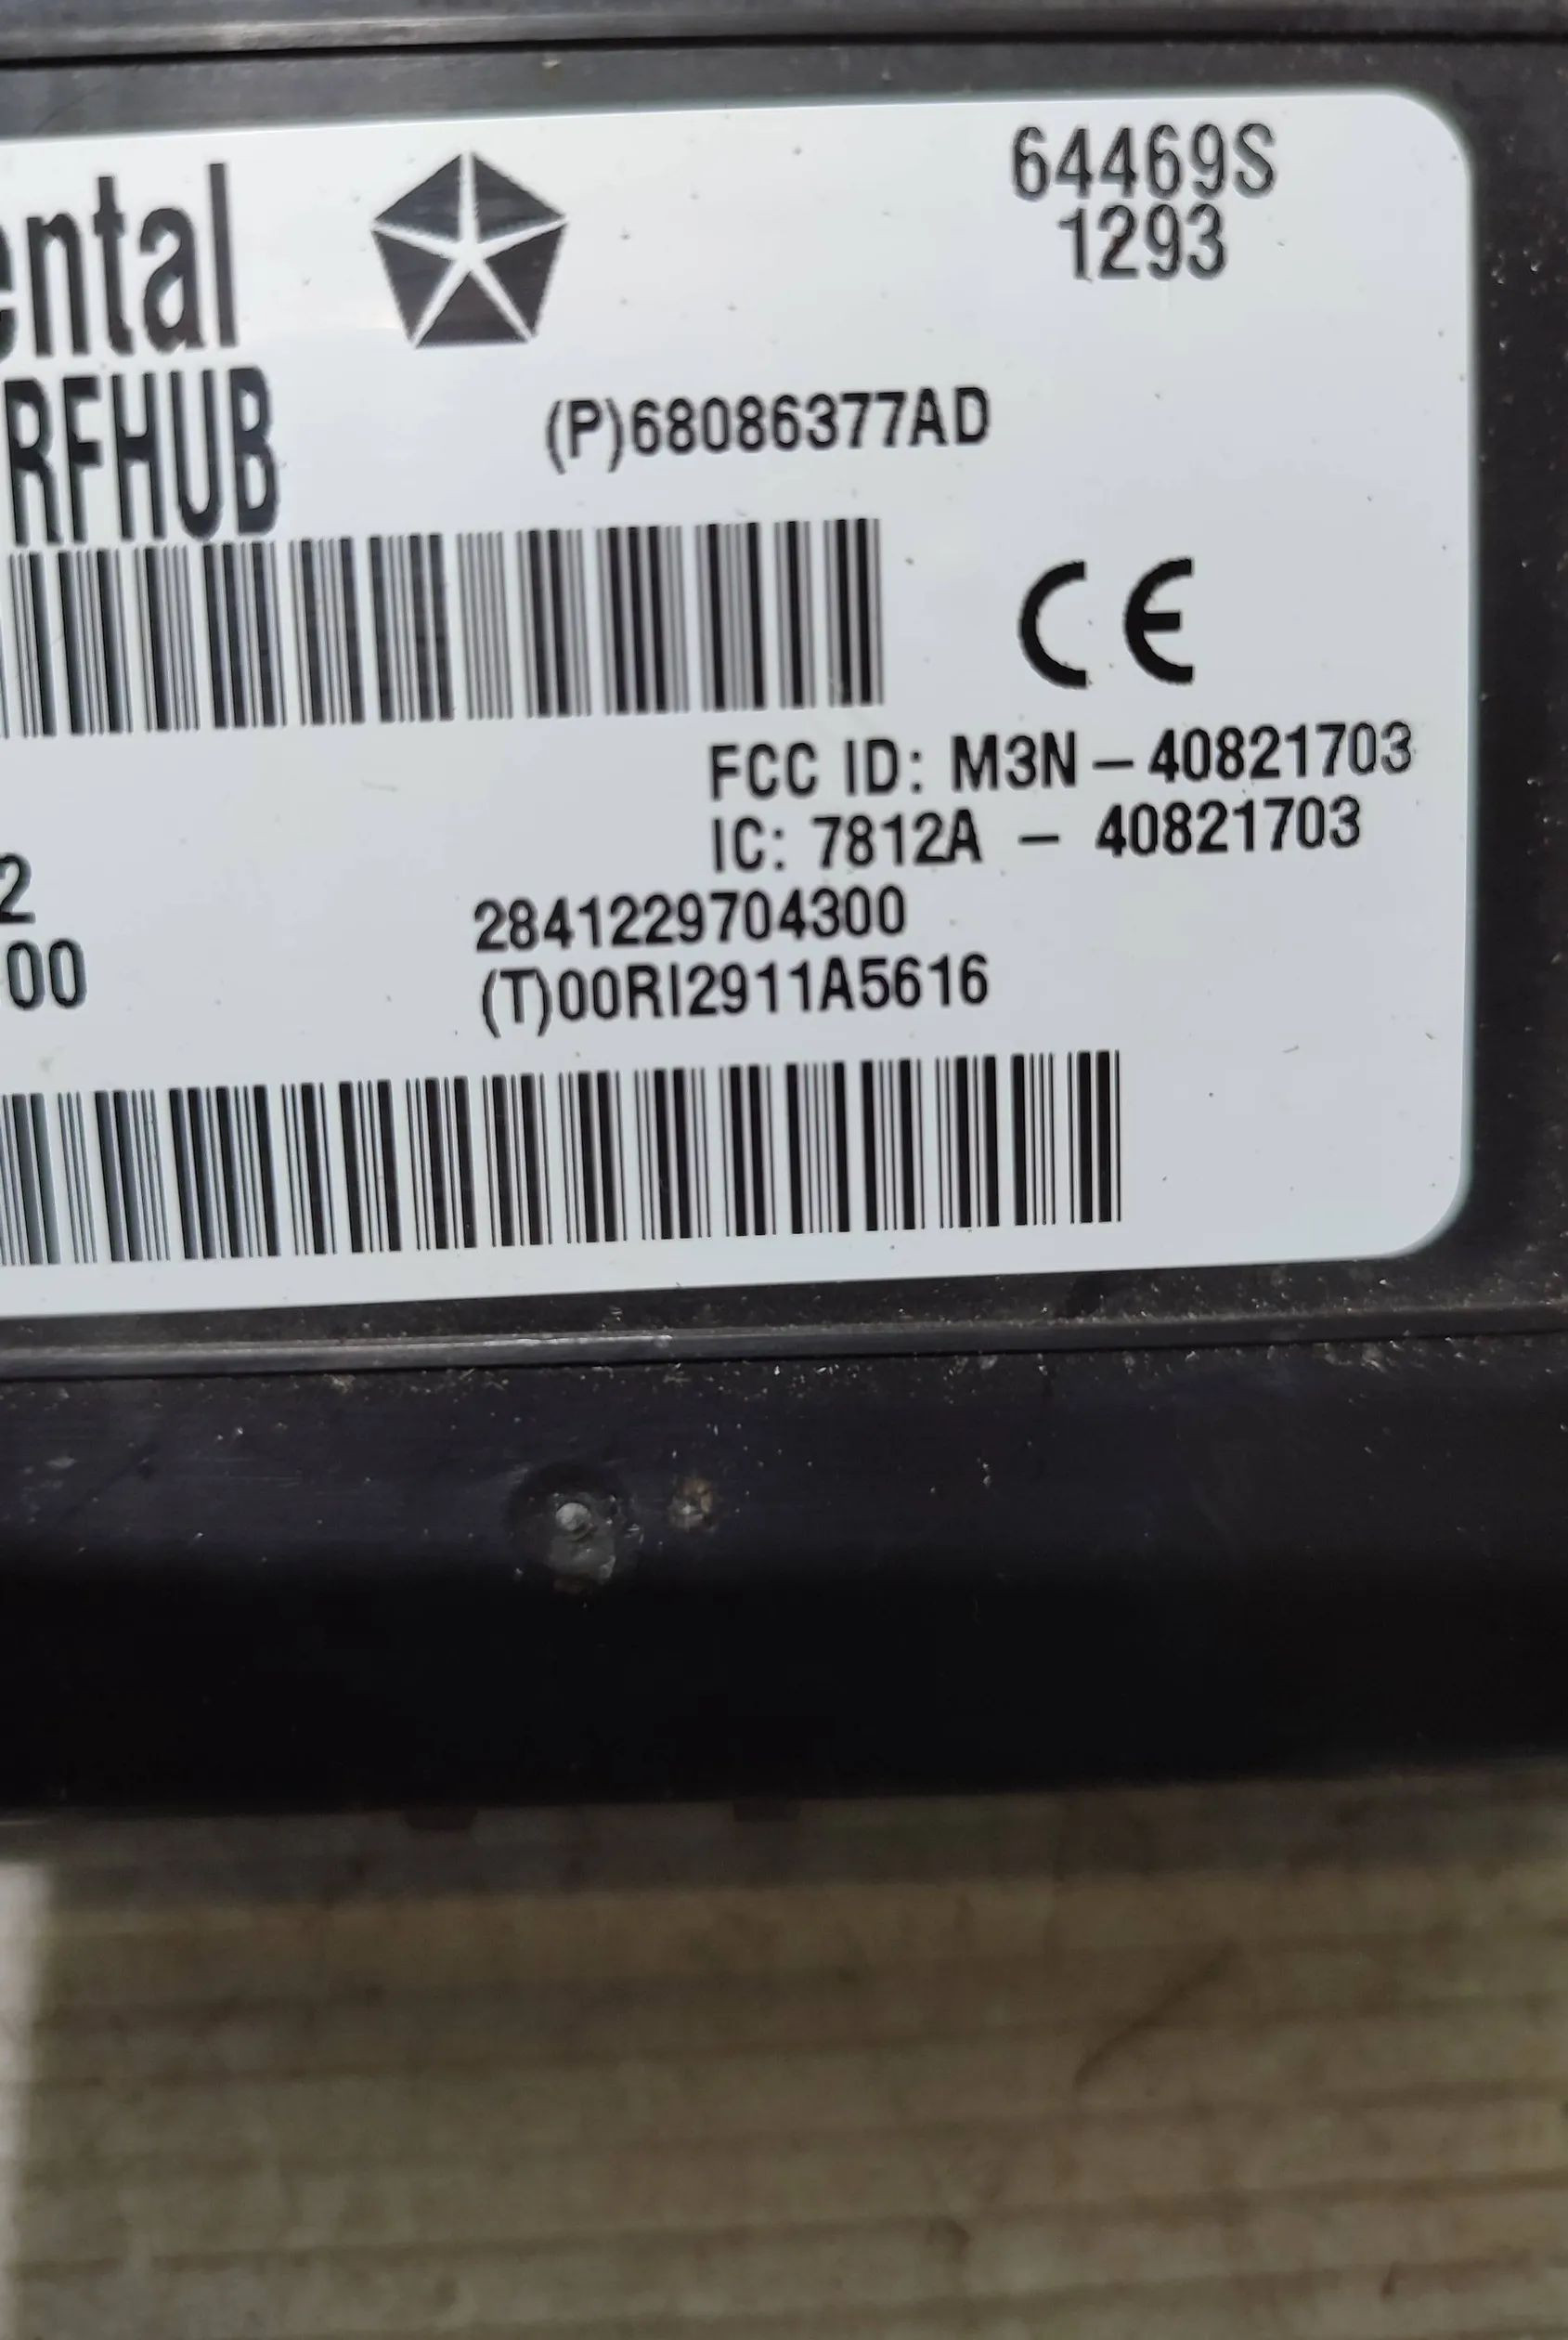 64469S
1293
ental
RFHUB
(P)68086377AD
CE
FCC ID: M3N – 40821703
IC: 7812A – 40821703
2
2841229704300
00
(T)00RI2911A5616